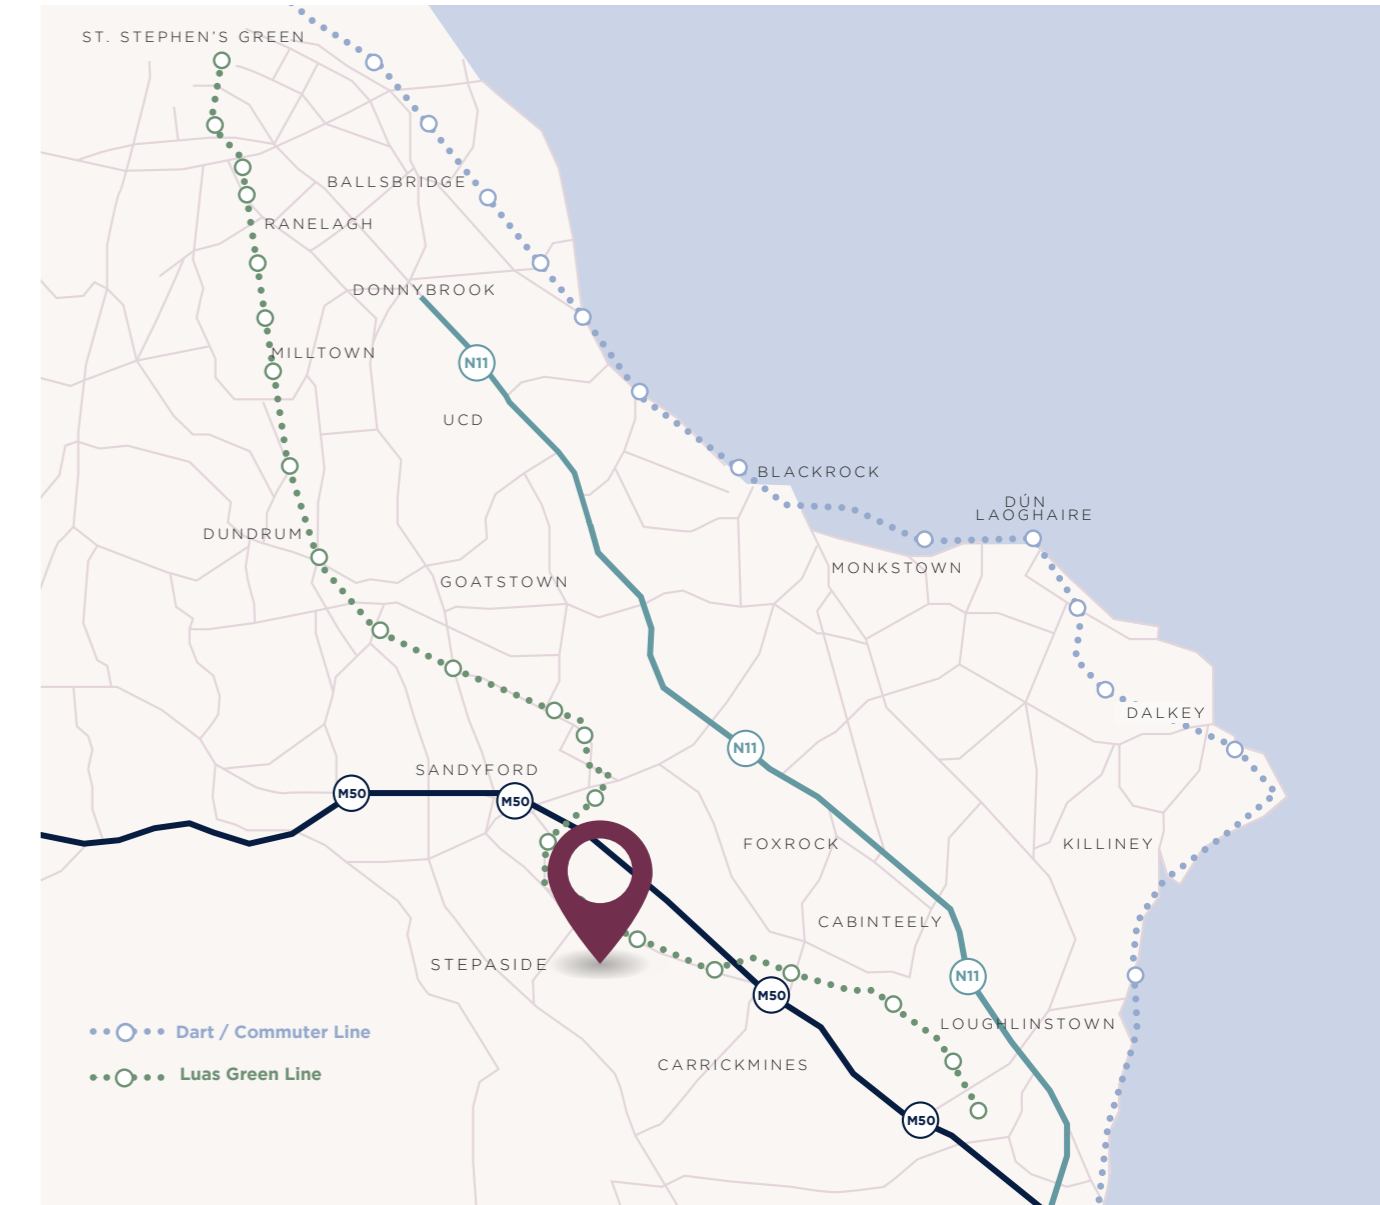 ST. STEPHEN'S GREEN
BALLSBRIDGE
RANELAGH
DONNYBROOK
MILLTOWN
N11
UCD
BLACKROCK
DÚN
LAOGHAIRE
DUNDRUM
MONKSTOWN
GOATSTOWN
DALKEY
N11
SANDYFORD
M50
M50
FOXROCK
KILLINEY
CABINTEELY
STEPASIDE
N11
M50
LOUGHLINSTOWN
Dart / Commuter Line
CARRICKMINES
Luas Green Line
M50